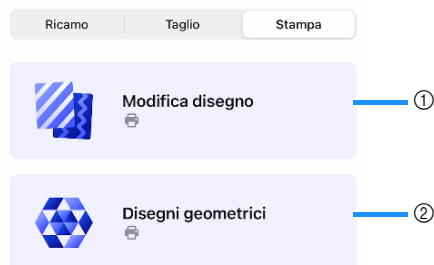 Ricamo Taglio Stampa
Modifica disegno ①
Disegni geometrici ②